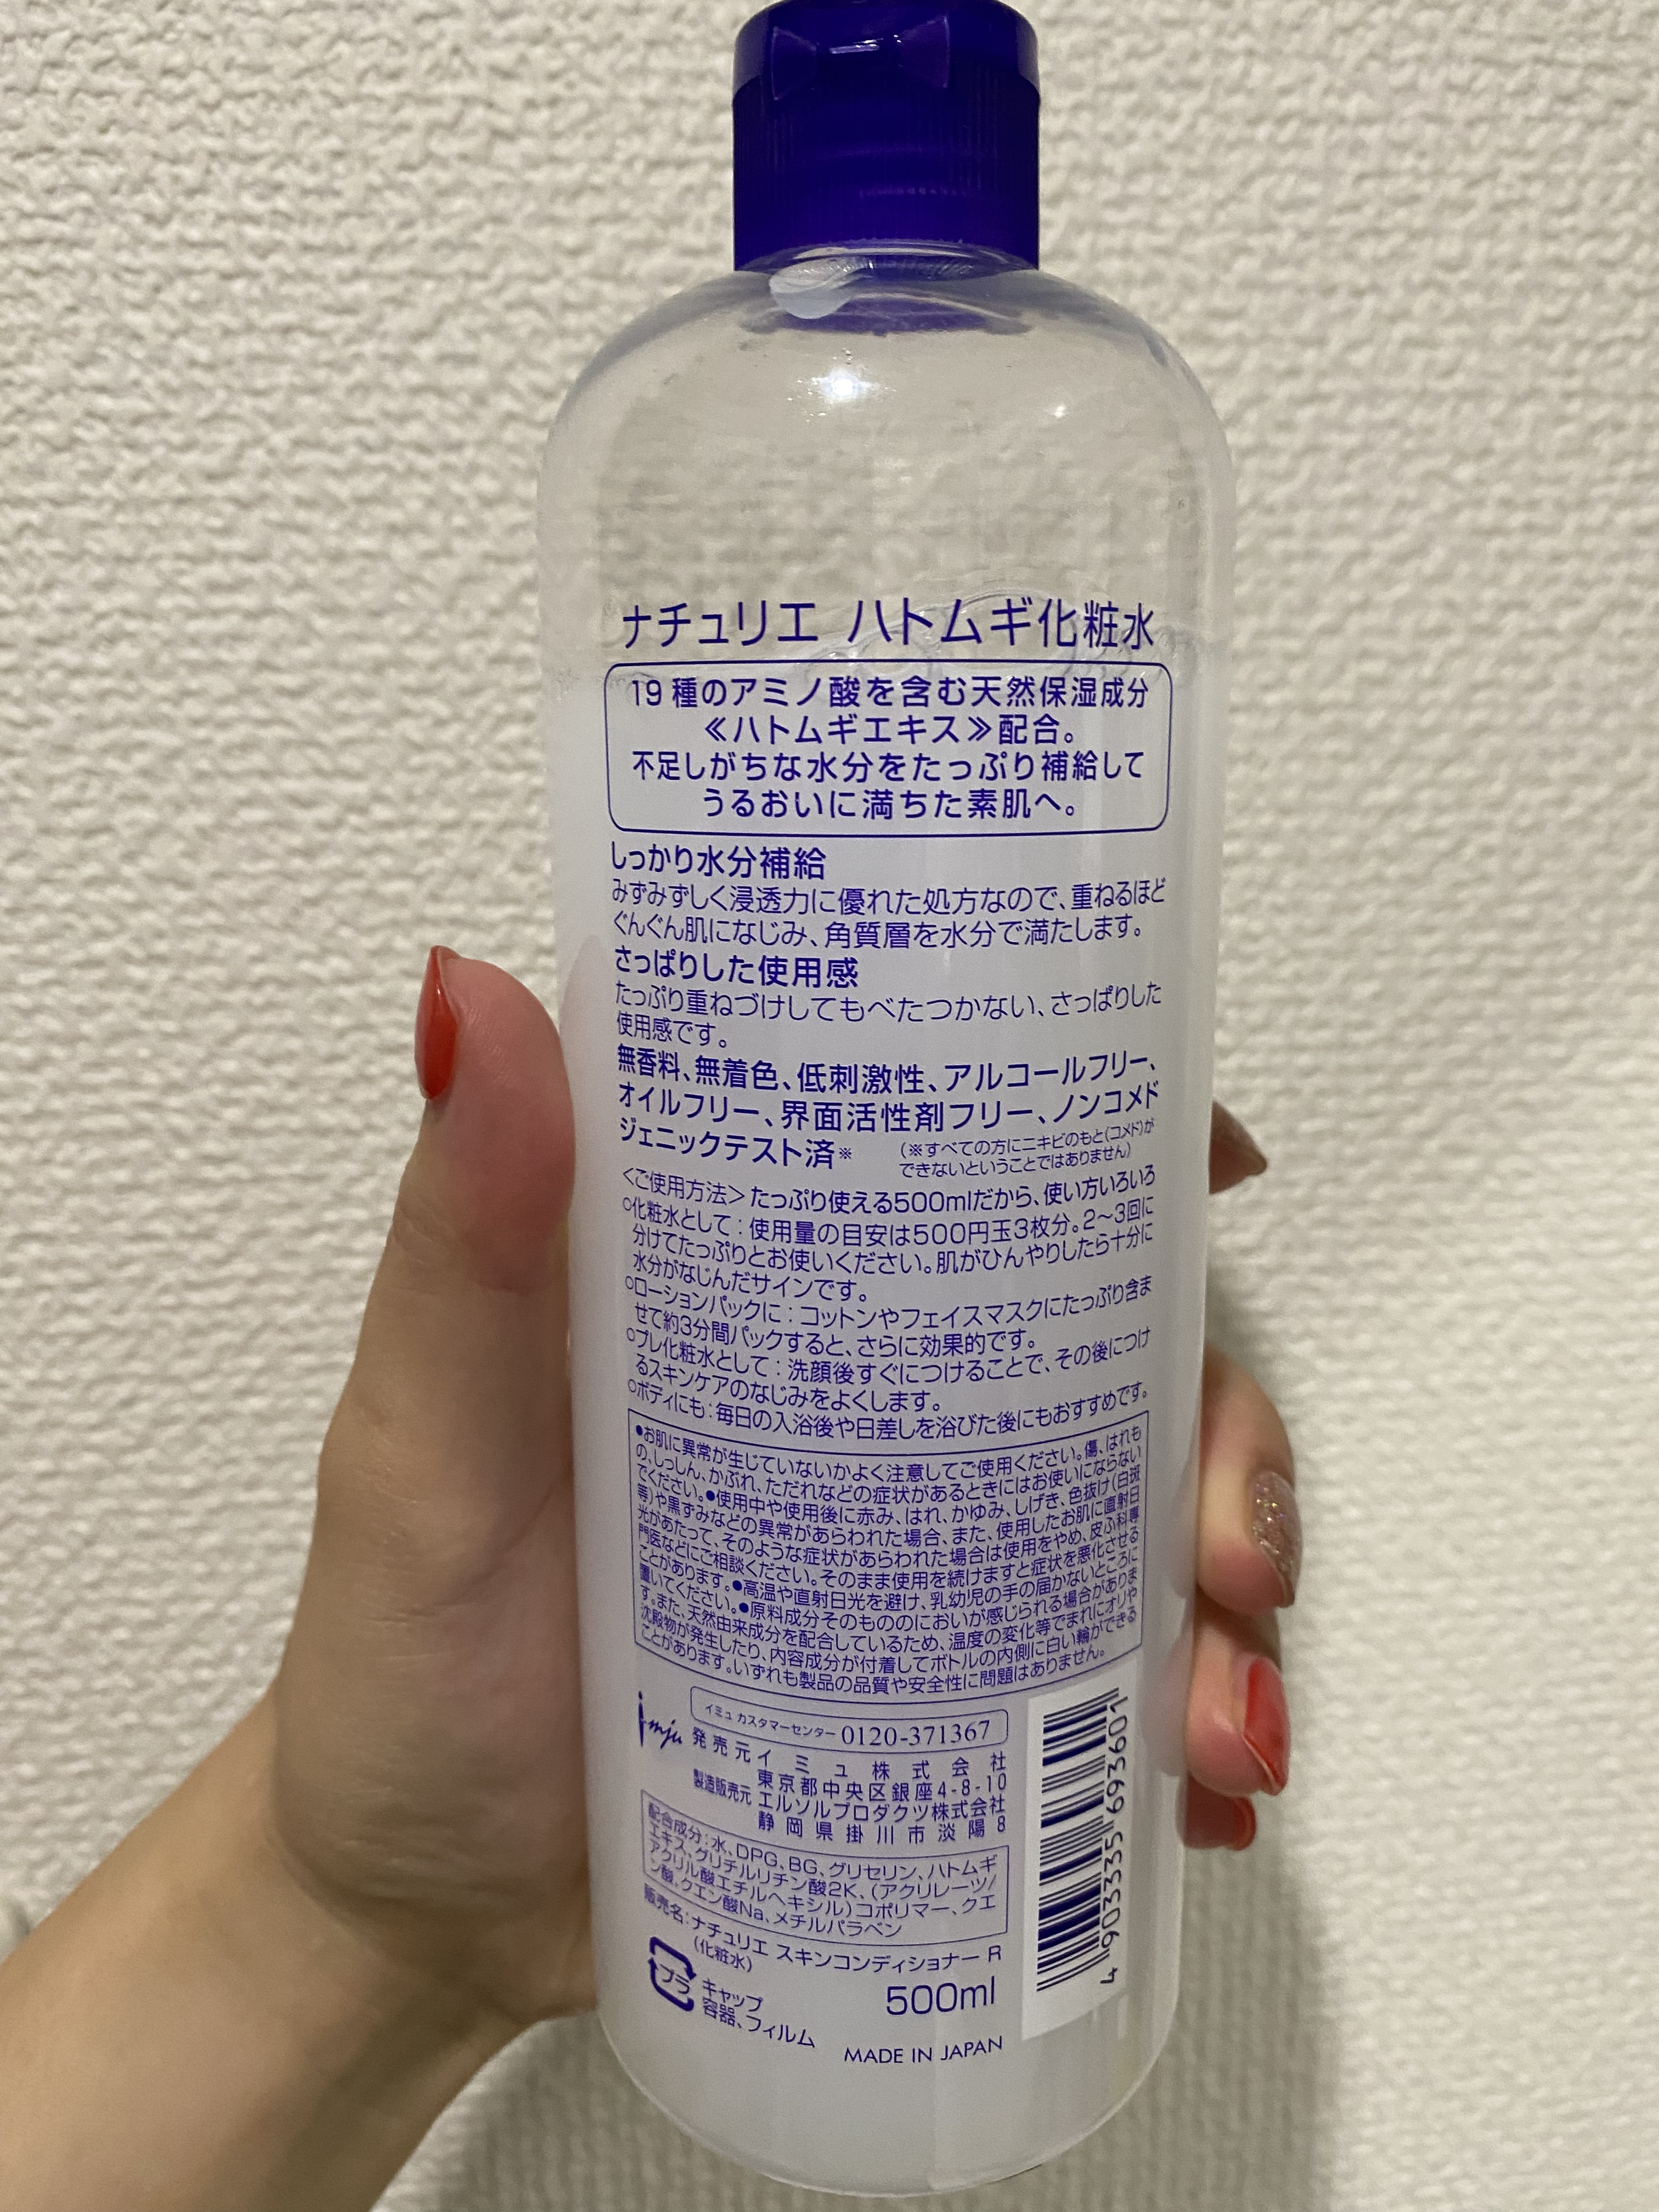 ナチュリエ ハトムギ化粧水
19種のアミノ酸を含む天然保湿成分
≪ハトムギエキス≫配合。
不足しがちな水分をたっぷり補給して
うるおいに満ちた素肌へ。
しっかり水分補給
みずみずしく浸透力に優れた処方なので、重ねるほど
ぐんぐん肌になじみ、角質層を水分で満たします。
さっぱりした使用感
たっぷり重ねづけしてもべたつかない、さっぱりした
使用感です。
無香料、無着色、低刺激性、アルコールフリー、
オイルフリー、界面活性剤フリー、ノンコメド
ジェニックテスト済※
(※すべての方にニキビのもと(コメド)が
できないということではありません)
<ご使用方法>たっぷり使える500mlだから、使い方いろいろ
○化粧水として:使用量の目安は500円玉3枚分。2〜3回に
分けてたっぷりとお使いください。肌がひんやりしたら十分に
水分がなじんだサインです。
○ローションパックに:コットンやフェイスマスクにたっぷり含ま
せて約3分間パックすると、さらに効果的です。
○プレ化粧水として:洗顔後すぐにつけることで、その後につけ
るスキンケアのなじみをよくします。
○ボディにも:毎日の入浴後や日差しを浴びた後にもおすすめです。
●お肌に異常が生じていないかよく注意してご使用ください。傷、はれも
の、しっしん、かぶれ、ただれなどの症状があるときにはお使いにならない
でください。●使用中や使用後に赤み、はれ、かゆみ、しげき、色抜け(白斑
等)や黒ずみなどの異常があらわれた場合、また、使用したお肌に直射日
光があたって、そのような症状があらわれた場合は使用をやめ、皮ふ科専
門医などにご相談ください。そのまま使用を続けますと症状を悪化させる
ことがあります。●高温や直射日光を避け、乳幼児の手の届かないところに
置いてください。●原料成分そのもののにおいが感じられる場合がありま
す。また、天然由来成分を配合しているため、温度の変化等でまれにオリや
沈殿物が発生したり、内容成分が付着してボトルの内側に白い輪ができる
ことがあります。いずれも製品の品質や安全性に問題はありません。
imju
イミュ カスタマーセンター 0120-371367
発売元 イミュ株式会社
東京都中央区銀座4-8-10
製造販売元 エルソルプロダクツ株式会社
静岡県掛川市淡陽8
配合成分:水、DPG、BG、グリセリン、ハトムギ
エキス、グリチルリチン酸2K、(アクリレーツ/
アクリル酸エチルヘキシル)コポリマー、クエ
ン酸、クエン酸Na、メチルパラベン
販売名:ナチュリエ スキンコンディショナー R
(化粧水)
500ml
プラ
キャップ
容器、フィルム
MADE IN JAPAN
4 903335 693601